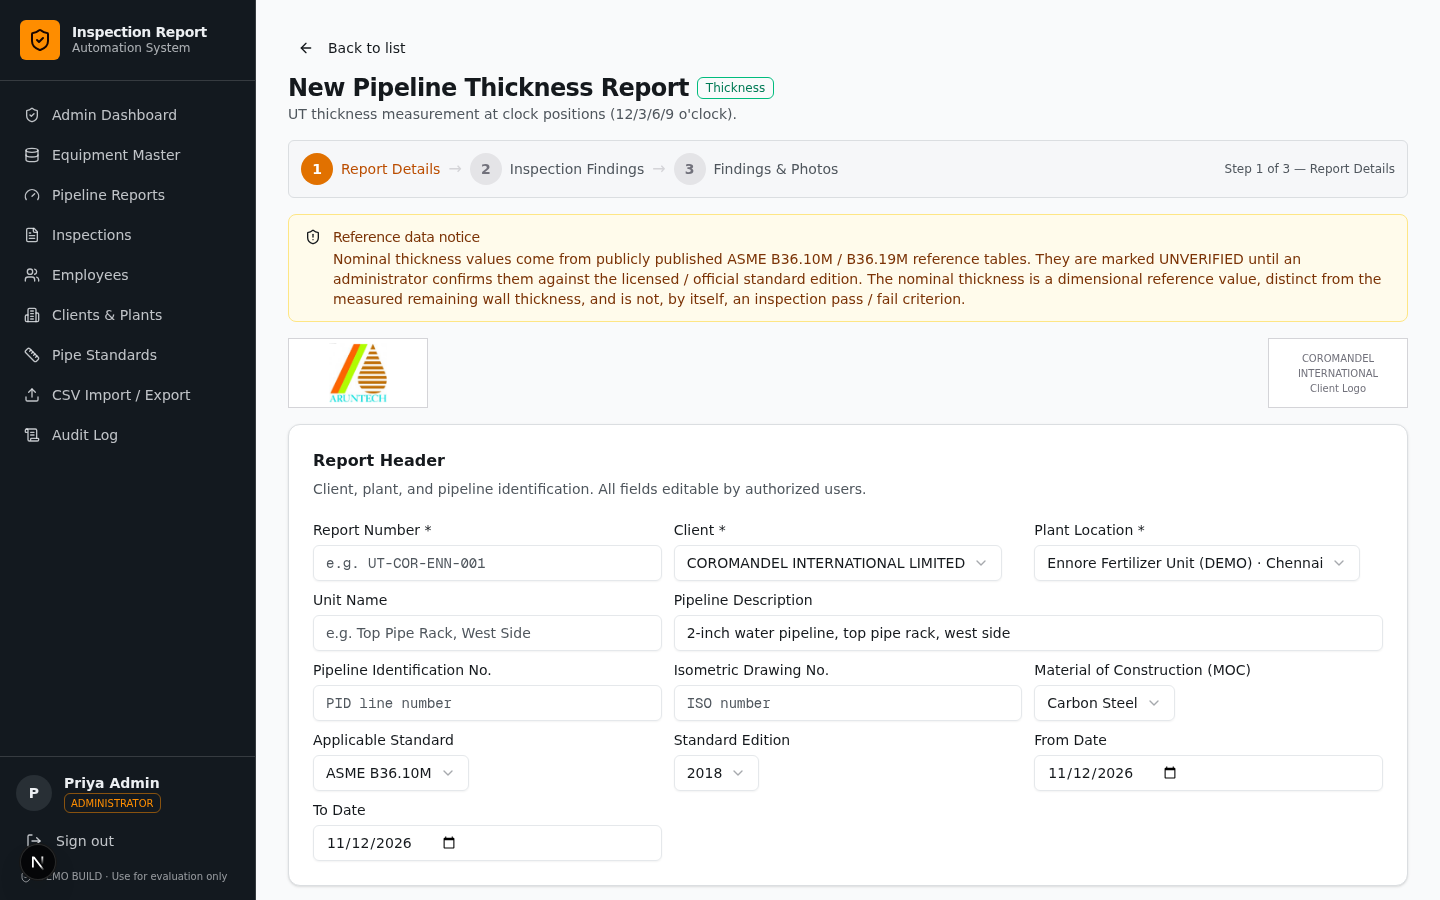 Inspection Report
Automation System
Admin Dashboard
Equipment Master
Pipeline Reports
Inspections
Employees
Clients & Plants
Pipe Standards
CSV Import / Export
Audit Log
P
Priya Admin
ADMINISTRATOR
Sign out
N
EMO BUILD · Use for evaluation only
Back to list
New Pipeline Thickness Report
Thickness
UT thickness measurement at clock positions (12/3/6/9 o'clock).
1 Report Details → 2 Inspection Findings → 3 Findings & Photos
Step 1 of 3 — Report Details
Reference data notice
Nominal thickness values come from publicly published ASME B36.10M / B36.19M reference tables. They are marked UNVERIFIED until an
administrator confirms them against the licensed / official standard edition. The nominal thickness is a dimensional reference value, distinct from the
measured remaining wall thickness, and is not, by itself, an inspection pass / fail criterion.
ARUNTECH
COROMANDEL
INTERNATIONAL
Client Logo
Report Header
Client, plant, and pipeline identification. All fields editable by authorized users.
Report Number *
e.g. UT-COR-ENN-001
Client *
COROMANDEL INTERNATIONAL LIMITED
Plant Location *
Ennore Fertilizer Unit (DEMO) · Chennai
Unit Name
e.g. Top Pipe Rack, West Side
Pipeline Description
2-inch water pipeline, top pipe rack, west side
Pipeline Identification No.
PID line number
Isometric Drawing No.
ISO number
Material of Construction (MOC)
Carbon Steel
Applicable Standard
ASME B36.10M
Standard Edition
2018
From Date
11/12/2026
To Date
11/12/2026